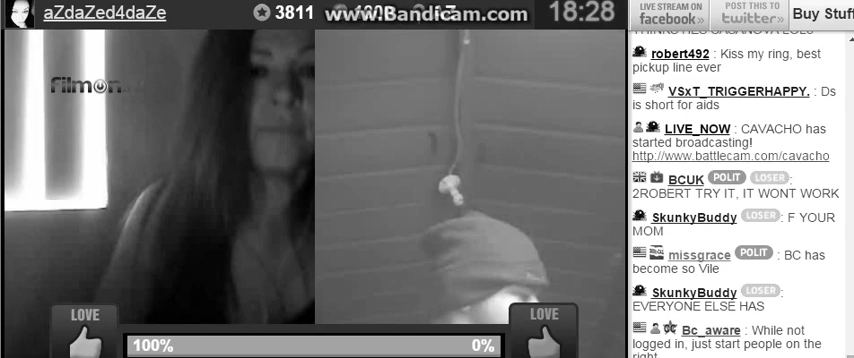 aZdaZed4daZe
3811
www.Bandicam.com
18:28
LIVE STREAM ON
facebook»
POST THIS TO
twitter»
Buy Stuff
filmon
robert492 : Kiss my ring, best
pickup line ever
VSxT_TRIGGERHAPPY. : Ds
is short for aids
LIVE_NOW : CAVACHO has
started broadcasting!
http://www.battlecam.com/cavacho
BCUK POLIT LOSER :
2ROBERT TRY IT, IT WONT WORK
SkunkyBuddy LOSER : F YOUR
MOM
missgrace POLIT : BC has
become so Vile
SkunkyBuddy LOSER :
EVERYONE ELSE HAS
Bc_aware : While not
logged in, just start people on the
right
LOVE
LOVE
100%
0%